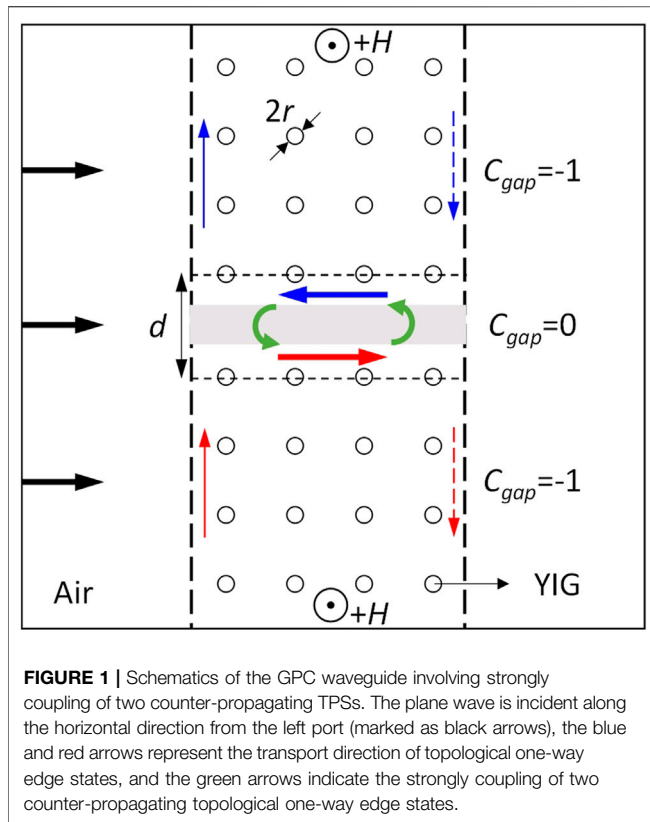 +H
2r
C_gap=-1
d
C_gap=0
C_gap=-1
Air
YIG
+H
FIGURE 1 | Schematics of the GPC waveguide involving strongly
coupling of two counter-propagating TPSs. The plane wave is incident along
the horizontal direction from the left port (marked as black arrows), the blue
and red arrows represent the transport direction of topological one-way
edge states, and the green arrows indicate the strongly coupling of two
counter-propagating topological one-way edge states.